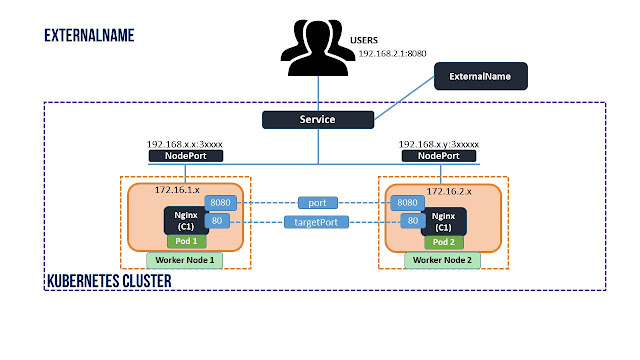 EXTERNALNAME
USERS
192.168.2.1:8080
ExternalName
Service
192.168.x.x:3xxxx
NodePort
192.168.x.y:3xxxxx
NodePort
172.16.1.x
8080
Nginx
(C1)
80
Pod 1
Worker Node 1
port
targetPort
172.16.2.x
8080
Nginx
(C1)
80
Pod 2
Worker Node 2
KUBERNETES CLUSTER